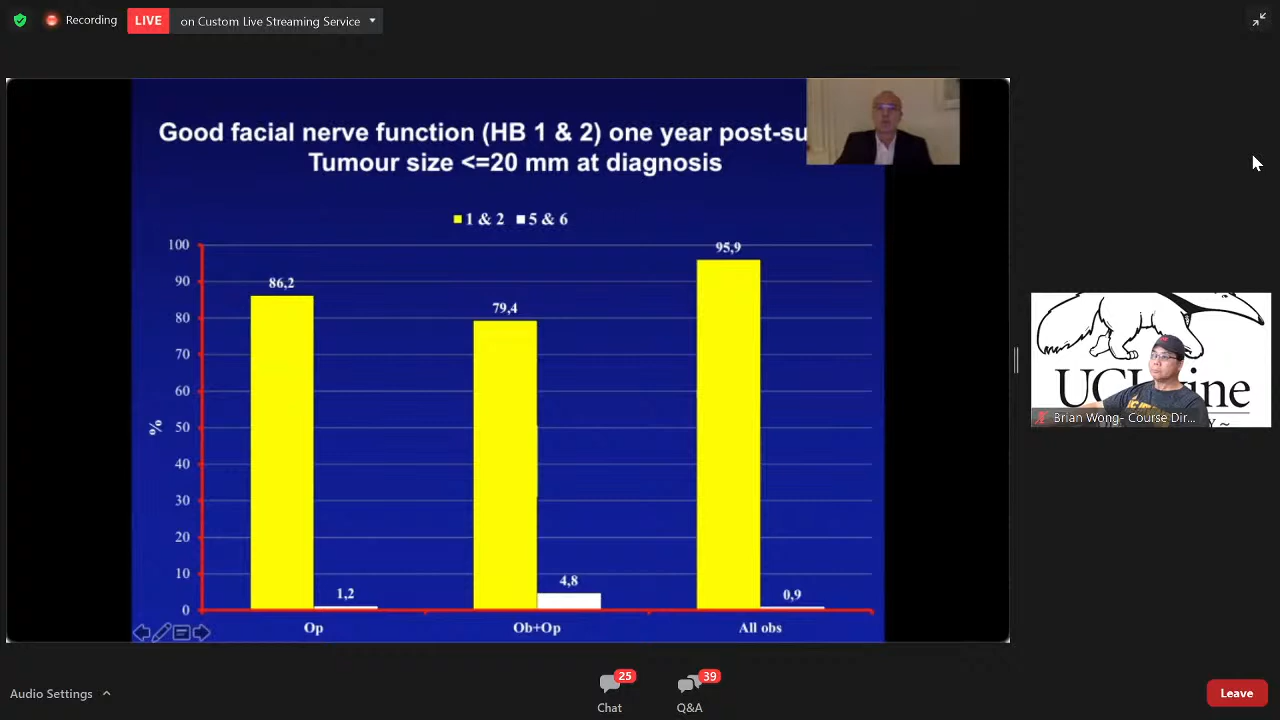 Recording
LIVE
on Custom Live Streaming Service
Good facial nerve function (HB 1 & 2) one year post-su
Tumour size <=20 mm at diagnosis
1 & 2 5 & 6
100
90
80
70
60
50
40
30
20
10
0
%
86,2
1,2
79,4
4,8
95,9
0,9
Op
Ob+Op
All obs
UCI
ine
Brian Wong- Course Dir...
Audio Settings
25
Chat
39
Q&A
Leave